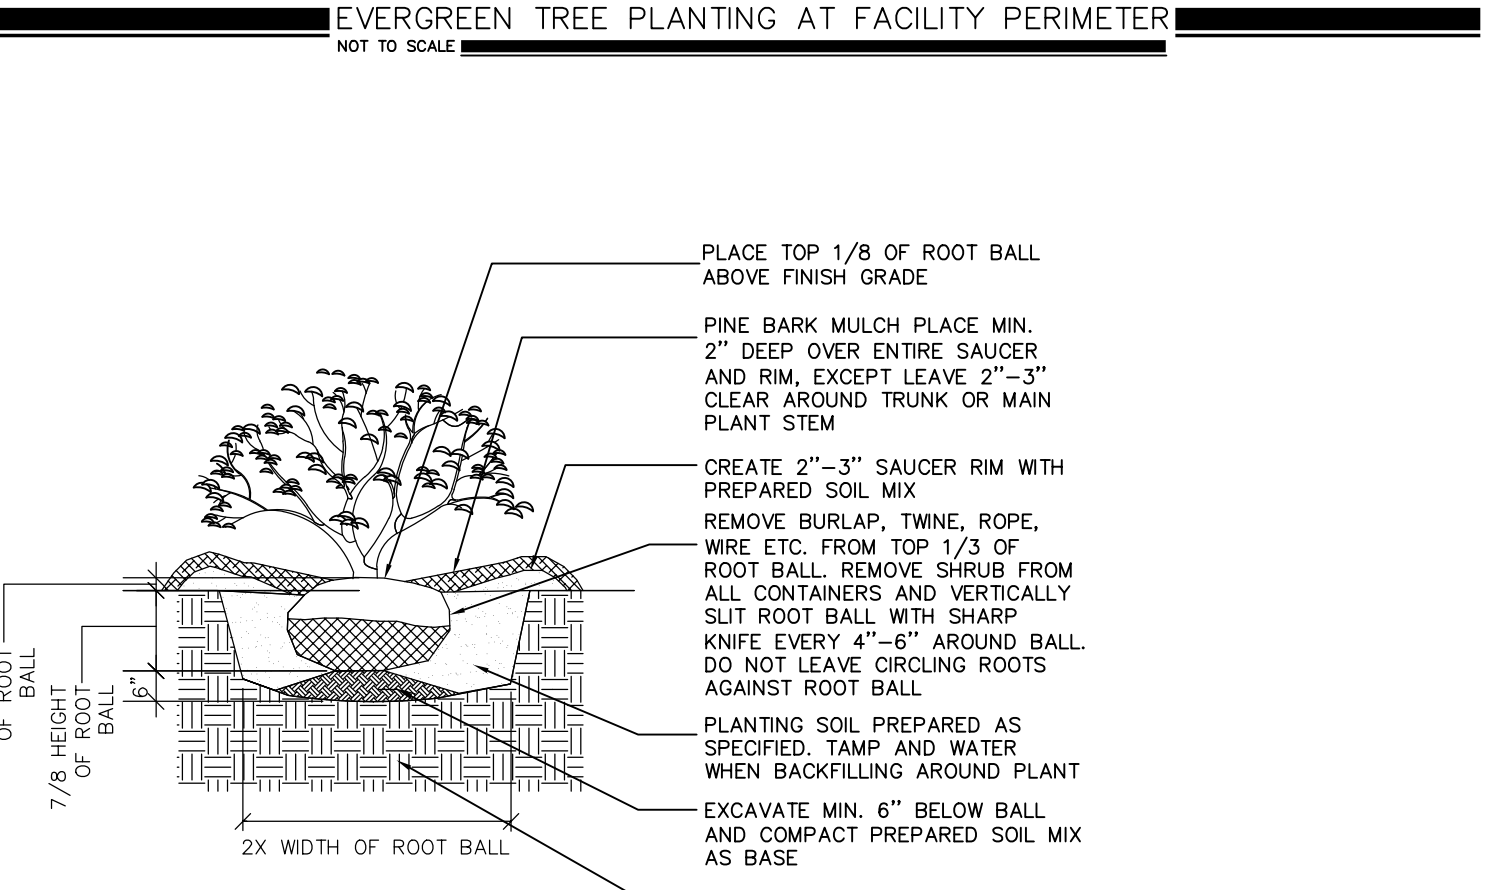 EVERGREEN TREE PLANTING AT FACILITY PERIMETER
NOT TO SCALE
PLACE TOP 1/8 OF ROOT BALL
ABOVE FINISH GRADE
PINE BARK MULCH PLACE MIN.
2" DEEP OVER ENTIRE SAUCER
AND RIM, EXCEPT LEAVE 2"-3"
CLEAR AROUND TRUNK OR MAIN
PLANT STEM
CREATE 2"-3" SAUCER RIM WITH
PREPARED SOIL MIX
REMOVE BURLAP, TWINE, ROPE,
WIRE ETC. FROM TOP 1/3 OF
ROOT BALL. REMOVE SHRUB FROM
ALL CONTAINERS AND VERTICALLY
SLIT ROOT BALL WITH SHARP
KNIFE EVERY 4"-6" AROUND BALL.
DO NOT LEAVE CIRCLING ROOTS
AGAINST ROOT BALL
PLANTING SOIL PREPARED AS
SPECIFIED. TAMP AND WATER
WHEN BACKFILLING AROUND PLANT
EXCAVATE MIN. 6" BELOW BALL
AND COMPACT PREPARED SOIL MIX
AS BASE
OF ROOT
BALL
7/8 HEIGHT
OF ROOT
BALL
6"
2X WIDTH OF ROOT BALL